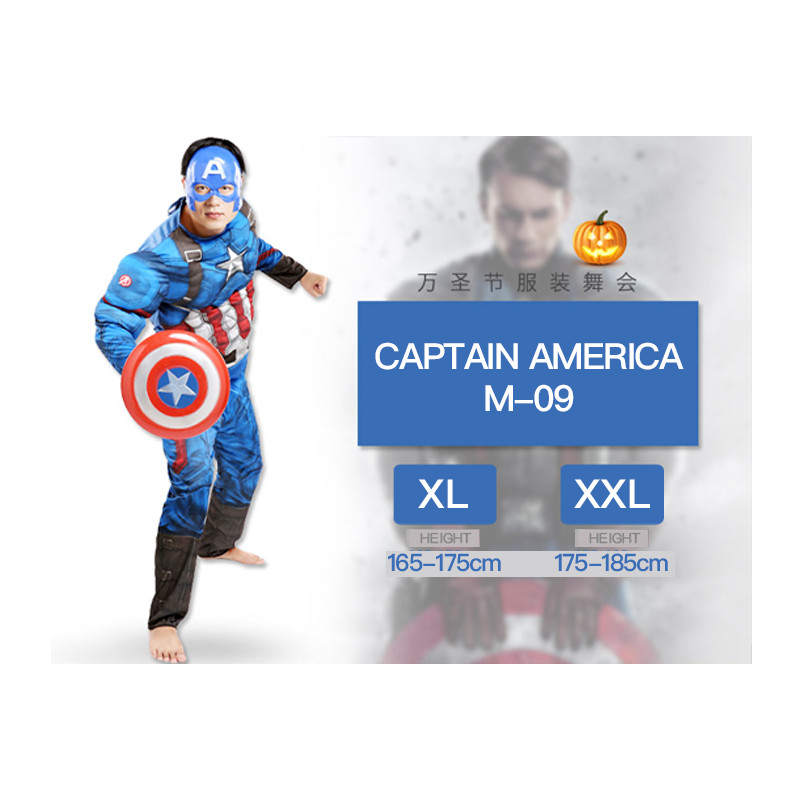 A
万圣节服装舞会
CAPTAIN AMERICA
M-09
XL
XXL
HEIGHT
HEIGHT
165-175cm
175-185cm